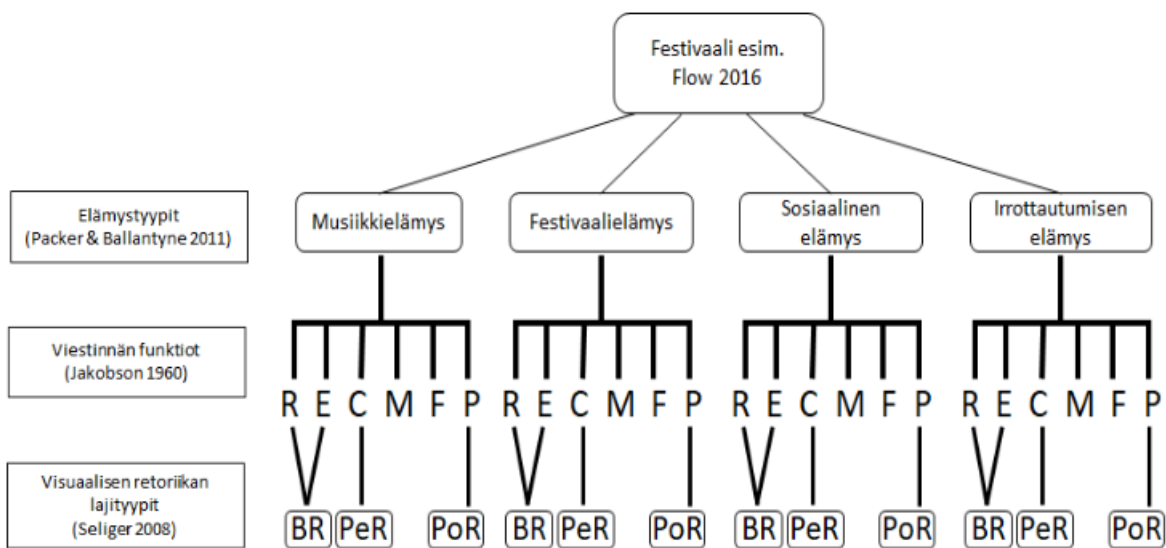 Festivaali esim.
Flow 2016
Elämystyypit
(Packer & Ballantyne 2011)
Musiikkielämys
Festivaalielämys
Sosiaalinen
elämys
Irrottautumisen
elämys
Viestinnän funktiot
(Jakobson 1960)
R E C M F P R E C M F P R E C M F P R E C M F P
Visuaalisen retoriikan
lajityypit
(Seliger 2008)
BR PeR PoR BR PeR PoR BR PeR PoR BR PeR PoR